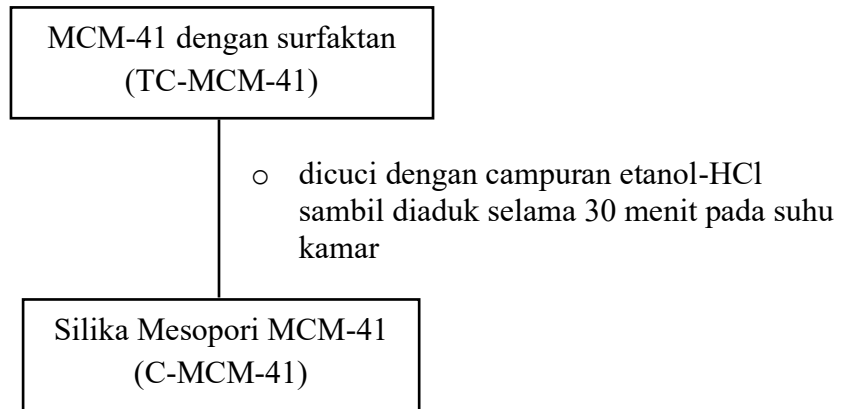 MCM-41 dengan surfaktan
(TC-MCM-41)
○ dicuci dengan campuran etanol-HCl
sambil diaduk selama 30 menit pada suhu
kamar
Silika Mesopori MCM-41
(C-MCM-41)